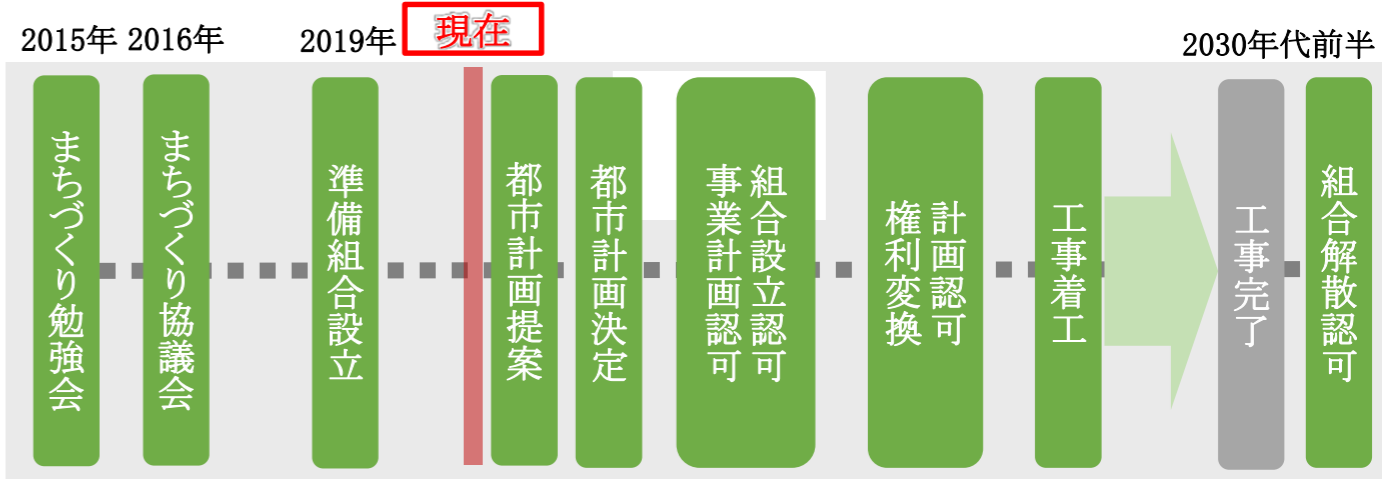 2015年
2016年
2019年
現在
2030年代前半
まちづくり勉強会
まちづくり協議会
準備組合設立
都市計画提案
都市計画決定
組合設立認可
事業計画認可
計画認可
権利変換
工事着工
工事完了
組合解散認可